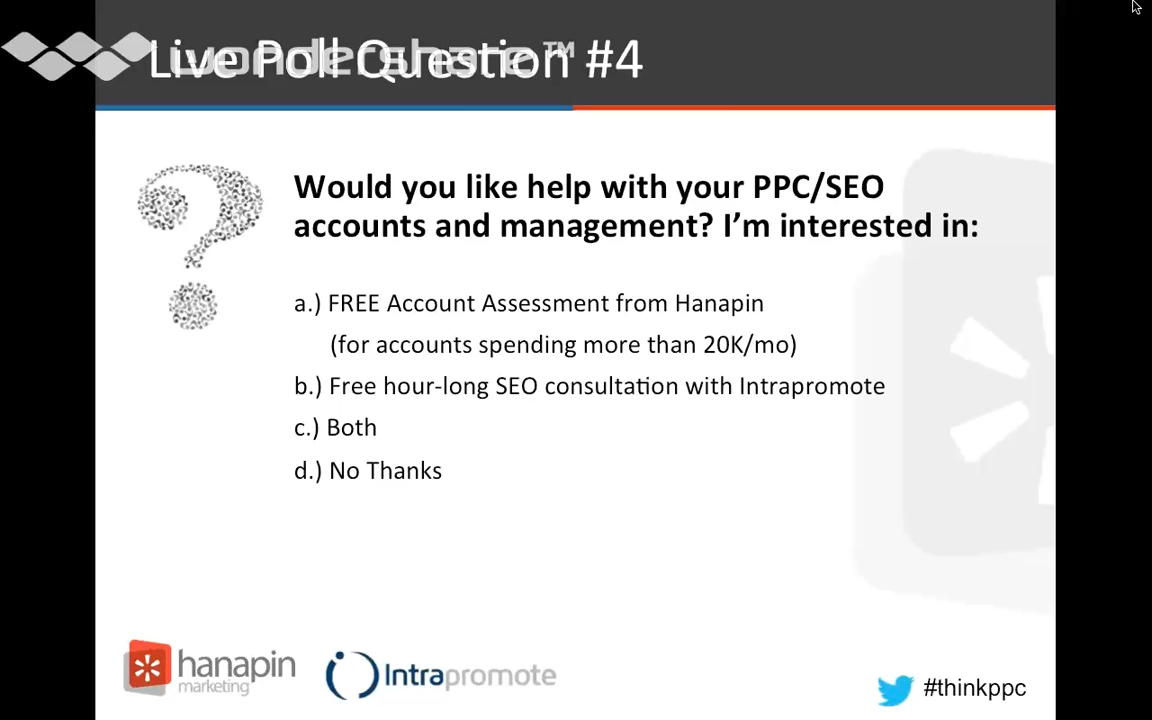 Live Poll Question #4
wondershare™
Would you like help with your PPC/SEO
accounts and management? I’m interested in:
a.) FREE Account Assessment from Hanapin
(for accounts spending more than 20K/mo)
b.) Free hour-long SEO consultation with Intrapromote
c.) Both
d.) No Thanks
hanapin
marketing
Intrapromote
#thinkppc